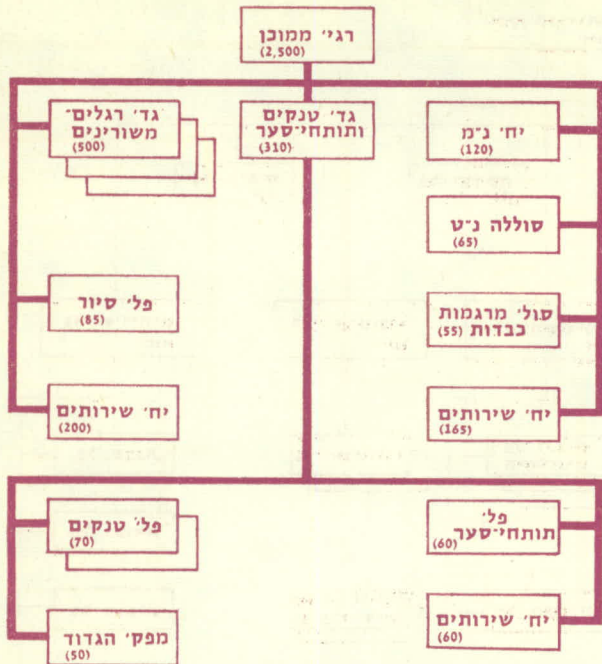 רגי׳ ממוכן
(2,500)
גד׳ רגלים־
משורינים
(500)
גד׳ טנקים
ותותחי־סער
(310)
יח׳ נ־מ
(120)
סוללה נ־ט
(65)
פל׳ סיור
(85)
סול׳ מרגמות
כבדות (55)
יח׳ שירותים
(200)
יח׳ שירותים
(165)
פל׳ טנקים
(70)
פל׳
תותחי־סער
(60)
מפק׳ הגדוד
(50)
יח׳ שירותים
(60)